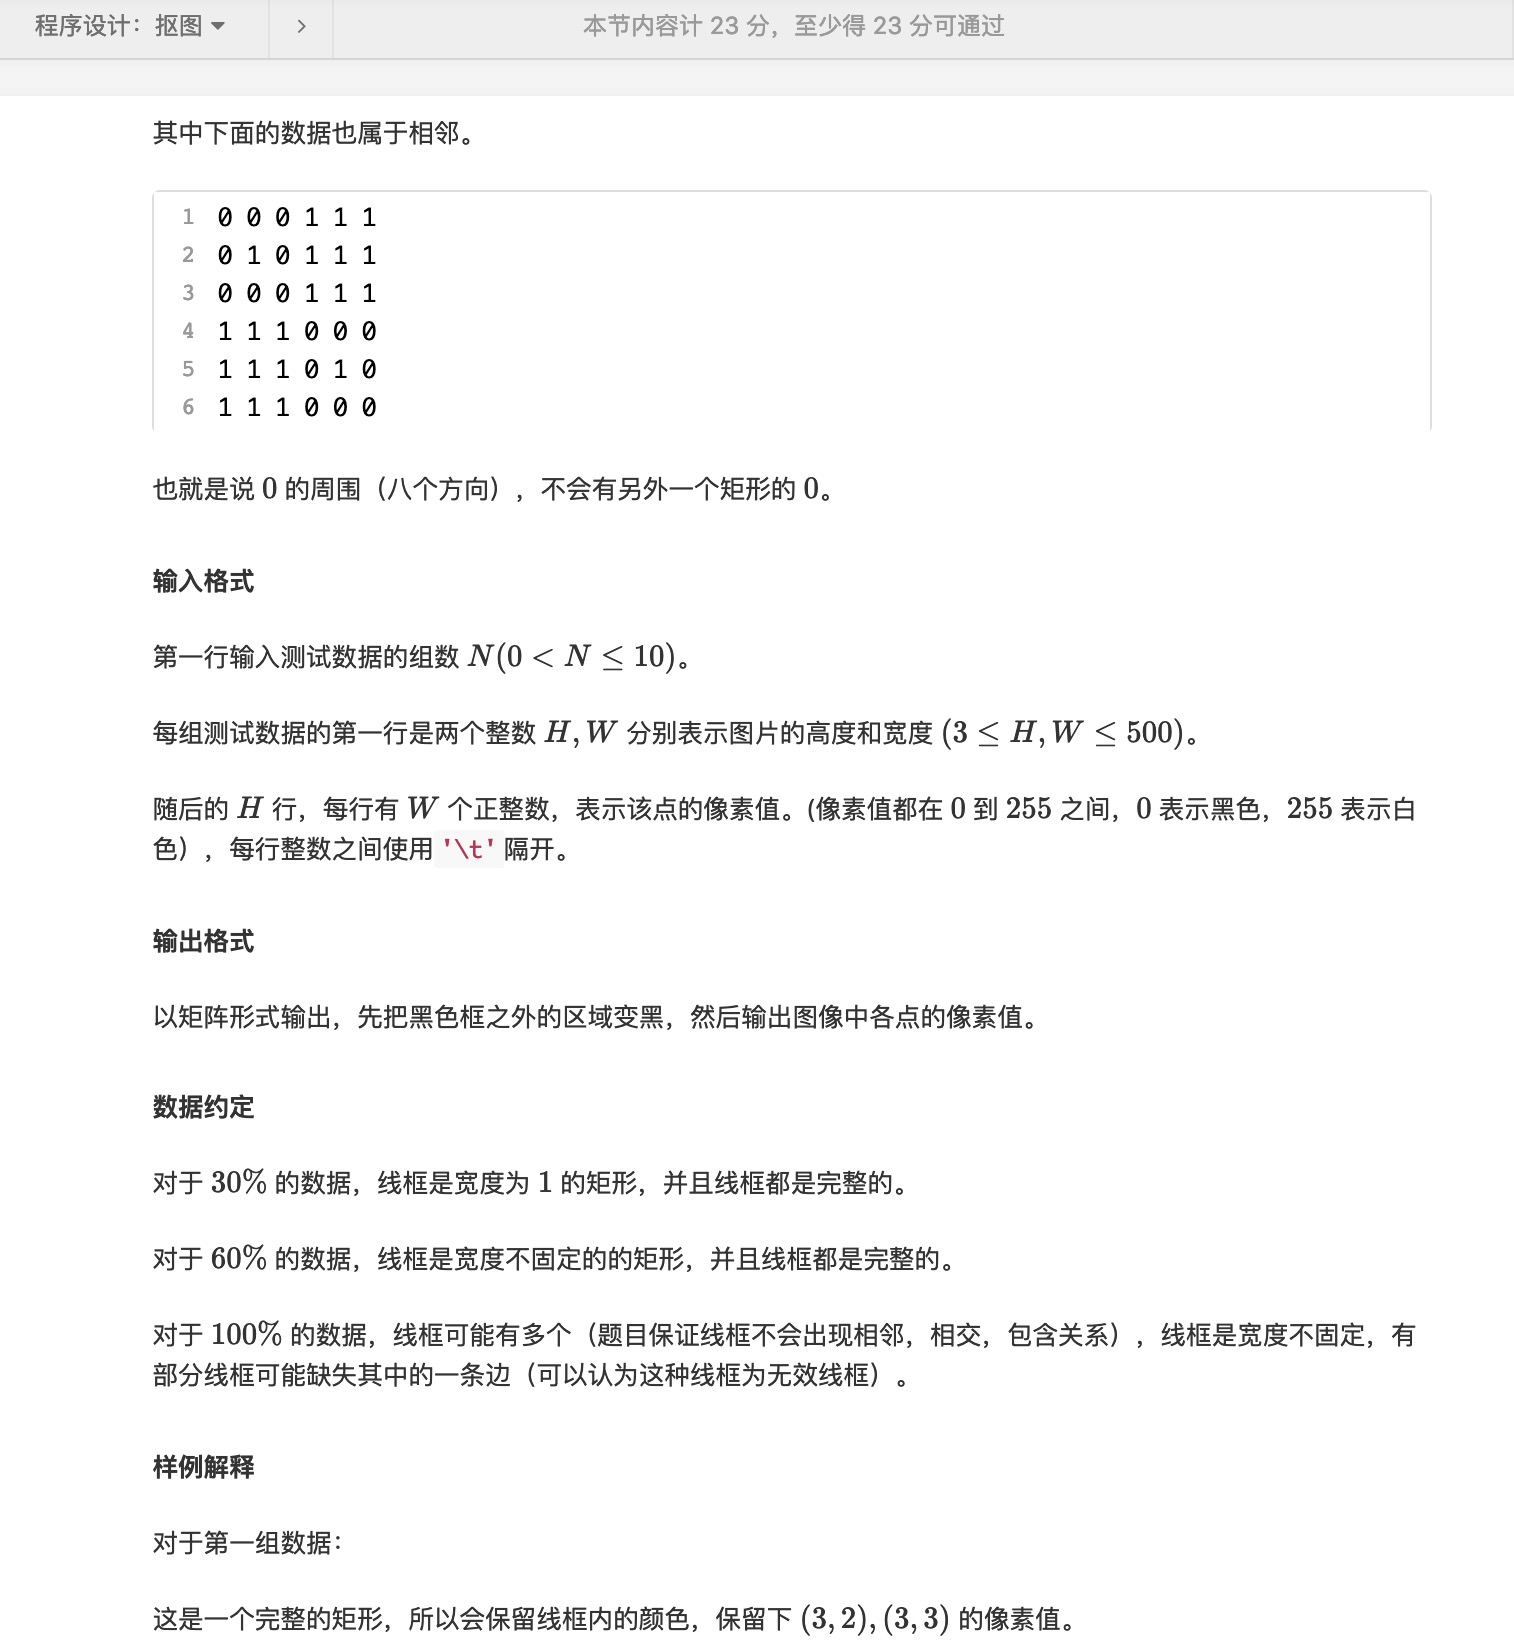 程序设计：抠图
本节内容计 23 分，至少得 23 分可通过
其中下面的数据也属于相邻。
1 0 0 0 1 1 1
2 0 1 0 1 1 1
3 0 0 0 1 1 1
4 1 1 1 0 0 0
5 1 1 1 0 1 0
6 1 1 1 0 0 0
也就是说 0 的周围（八个方向），不会有另外一个矩形的 0。
输入格式
第一行输入测试数据的组数 N(0 < N ≤ 10)。
每组测试数据的第一行是两个整数 H, W 分别表示图片的高度和宽度 (3 ≤ H, W ≤ 500)。
随后的 H 行，每行有 W 个正整数，表示该点的像素值。(像素值都在 0 到 255 之间，0 表示黑色，255 表示白
色），每行整数之间使用 '\t' 隔开。
输出格式
以矩阵形式输出，先把黑色框之外的区域变黑，然后输出图像中各点的像素值。
数据约定
对于 30% 的数据，线框是宽度为 1 的矩形，并且线框都是完整的。
对于 60% 的数据，线框是宽度不固定的的矩形，并且线框都是完整的。
对于 100% 的数据，线框可能有多个（题目保证线框不会出现相邻，相交，包含关系），线框是宽度不固定，有
部分线框可能缺失其中的一条边（可以认为这种线框为无效线框）。
样例解释
对于第一组数据：
这是一个完整的矩形，所以会保留线框内的颜色，保留下 (3, 2), (3, 3) 的像素值。